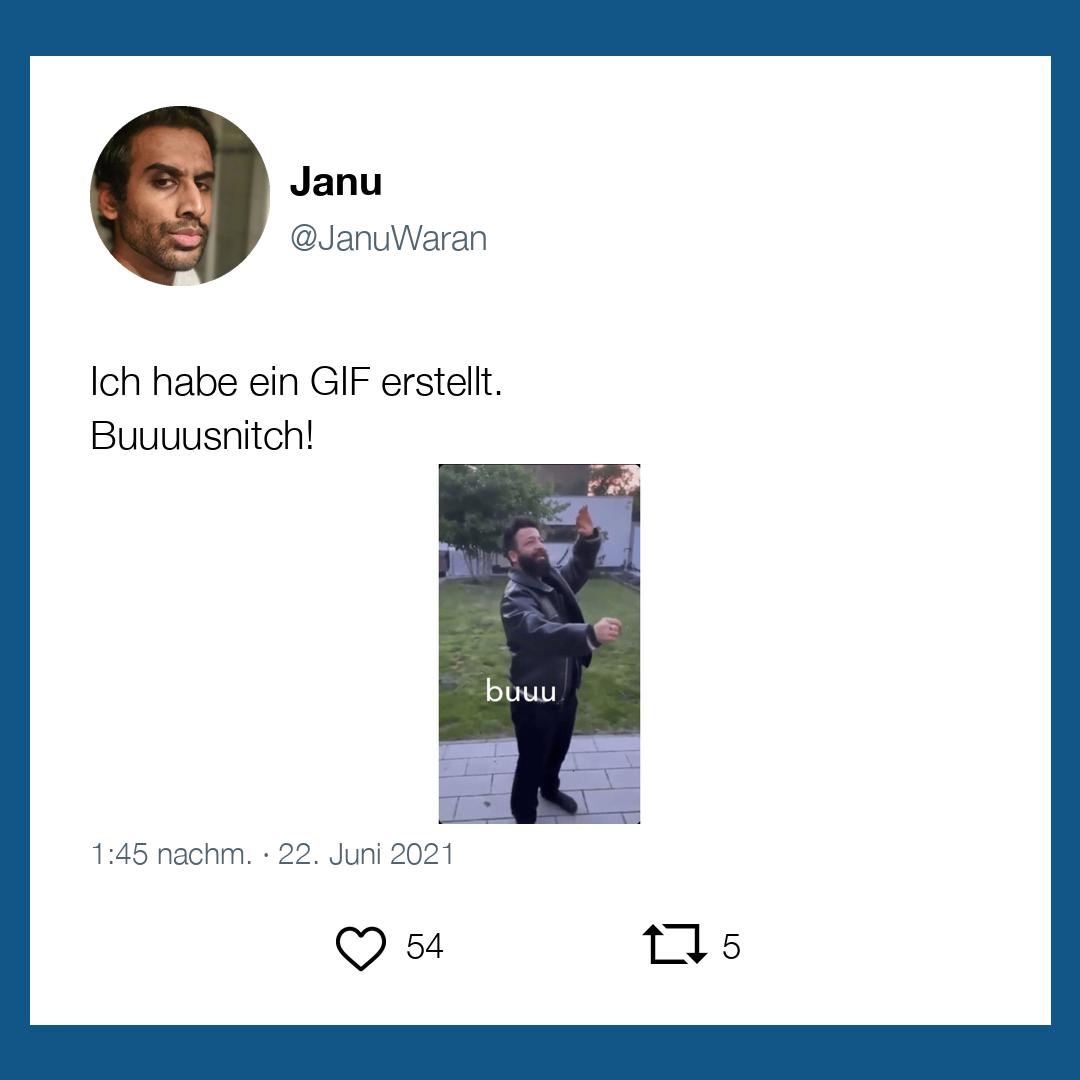 Janu
@JanuWaran
Ich habe ein GIF erstellt.
Buuuusnitch!
buuu
1:45 nachm. · 22. Juni 2021
54 5